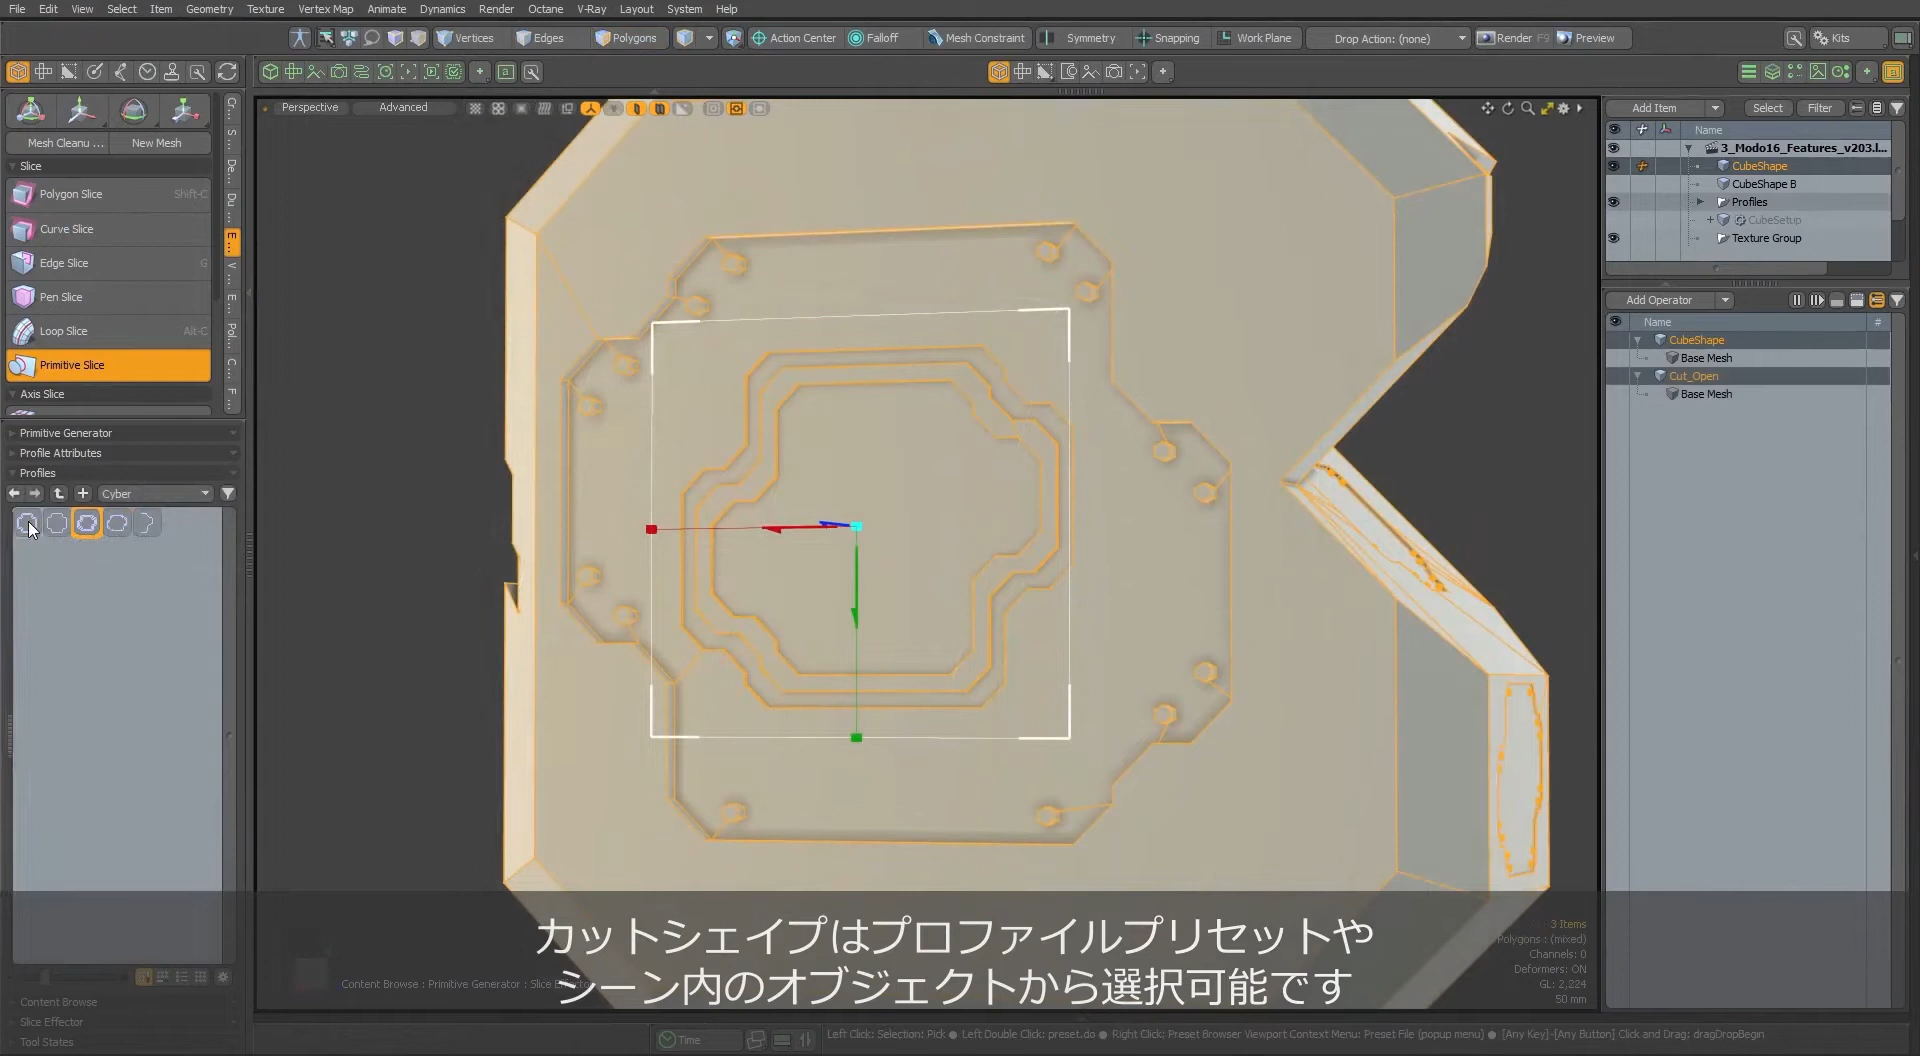 File Edit View Select Item Geometry Texture Vertex Map Animate Dynamics Render Octane V-Ray Layout System Help
Vertices Edges Polygons Action Center Falloff Mesh Constraint Symmetry Snapping Work Plane Drop Action: (none) Render F9 Preview Kits
Perspective Advanced
Mesh Cleanu ... New Mesh
Slice
Polygon Slice Shift-C
Curve Slice
Edge Slice G
Pen Slice
Loop Slice Alt-C
Primitive Slice
Axis Slice
Cr...
S...
De...
Du...
E...
V...
E...
Pol...
C...
F...
Primitive Generator
Profile Attributes
Profiles
Cyber
Content Browse
Slice Effector
Tool States
Add Item Select Filter
Name
3_Modo16_Features_v203.l...
CubeShape
CubeShape B
Profiles
CubeSetup
Texture Group
Add Operator
Name #
CubeShape
Base Mesh
Cut_Open
Base Mesh
3 Items
Polygons : (mixed)
Channels: 0
Deformers: ON
GL: 2,224
50 mm
Content Browse : Primitive Generator : Slice Effector
カットシェイプはプロファイルプリセットや
シーン内のオブジェクトから選択可能です
Time
Left Click: Selection: Pick ● Left Double Click: preset.do ● Right Click: Preset Browser Viewport Context Menu: Preset File (popup menu) ● [Any Key]-[Any Button] Click and Drag: dragDropBegin